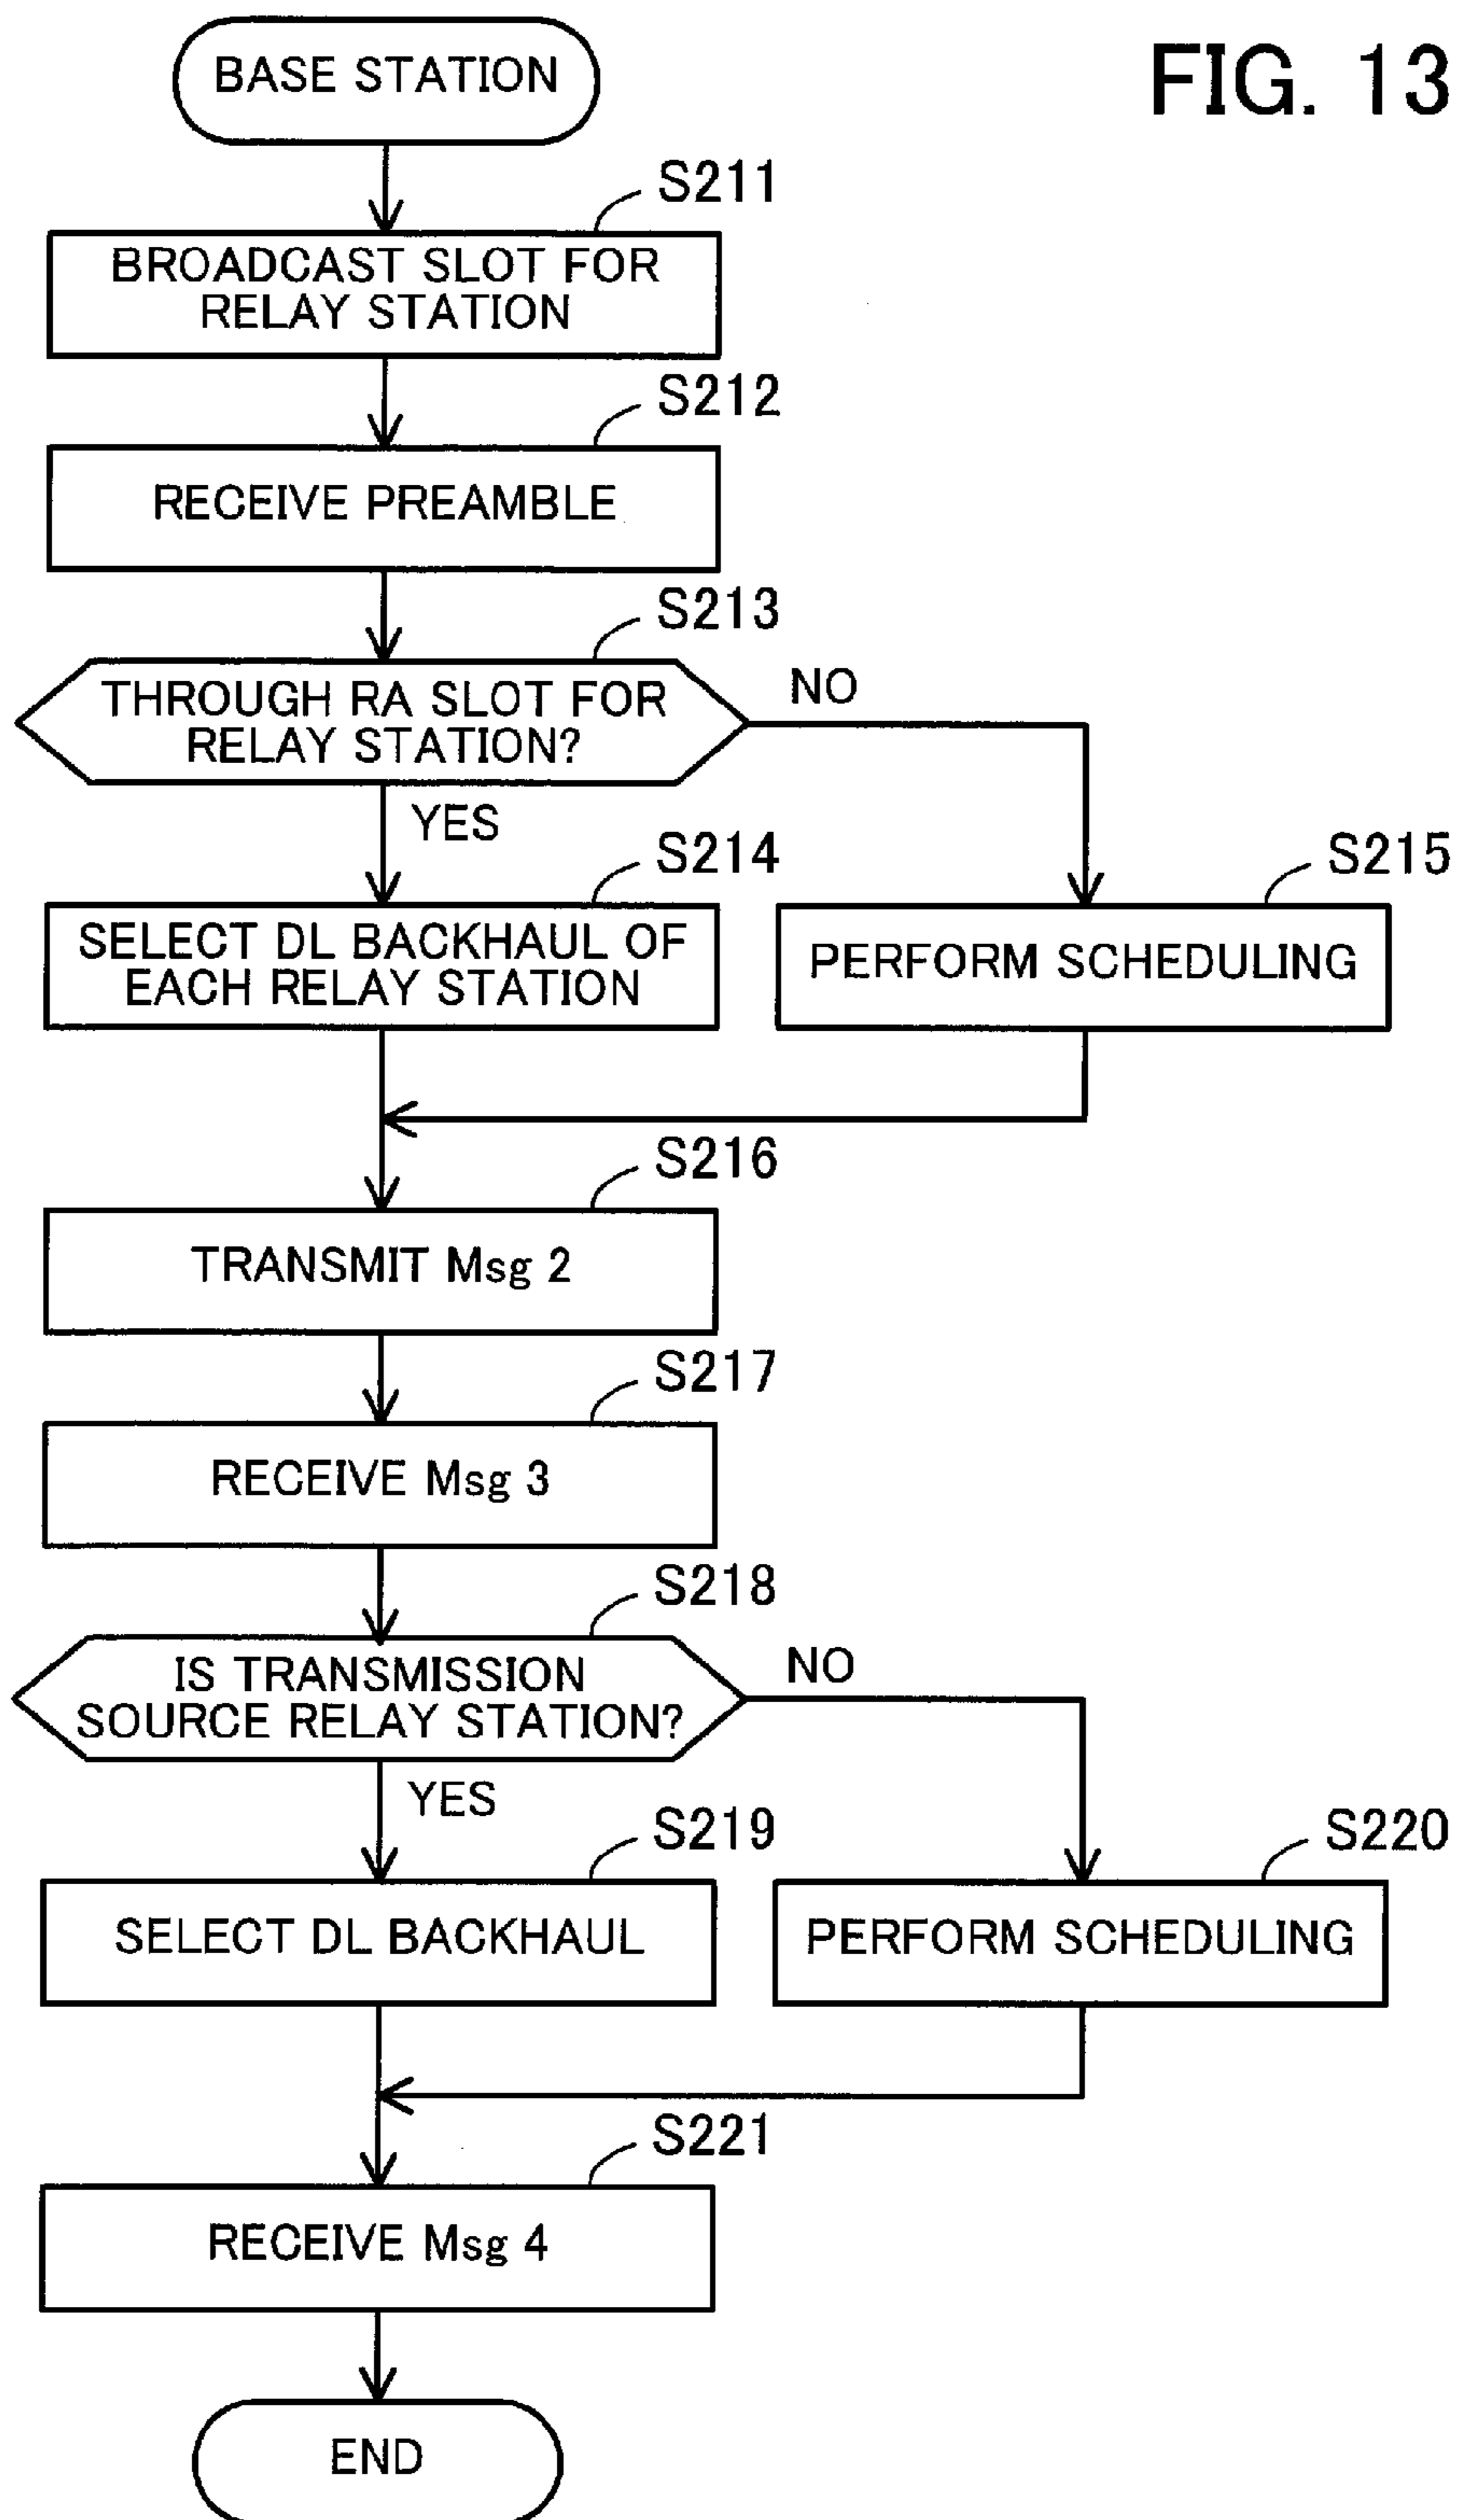 FIG. 13
BASE STATION
S211
BROADCAST SLOT FOR
RELAY STATION
S212
RECEIVE PREAMBLE
S213
THROUGH RA SLOT FOR
RELAY STATION?
NO
YES
S214
SELECT DL BACKHAUL OF
EACH RELAY STATION
S215
PERFORM SCHEDULING
S216
TRANSMIT Msg 2
S217
RECEIVE Msg 3
S218
IS TRANSMISSION
SOURCE RELAY STATION?
NO
YES
S219
SELECT DL BACKHAUL
S220
PERFORM SCHEDULING
S221
RECEIVE Msg 4
END